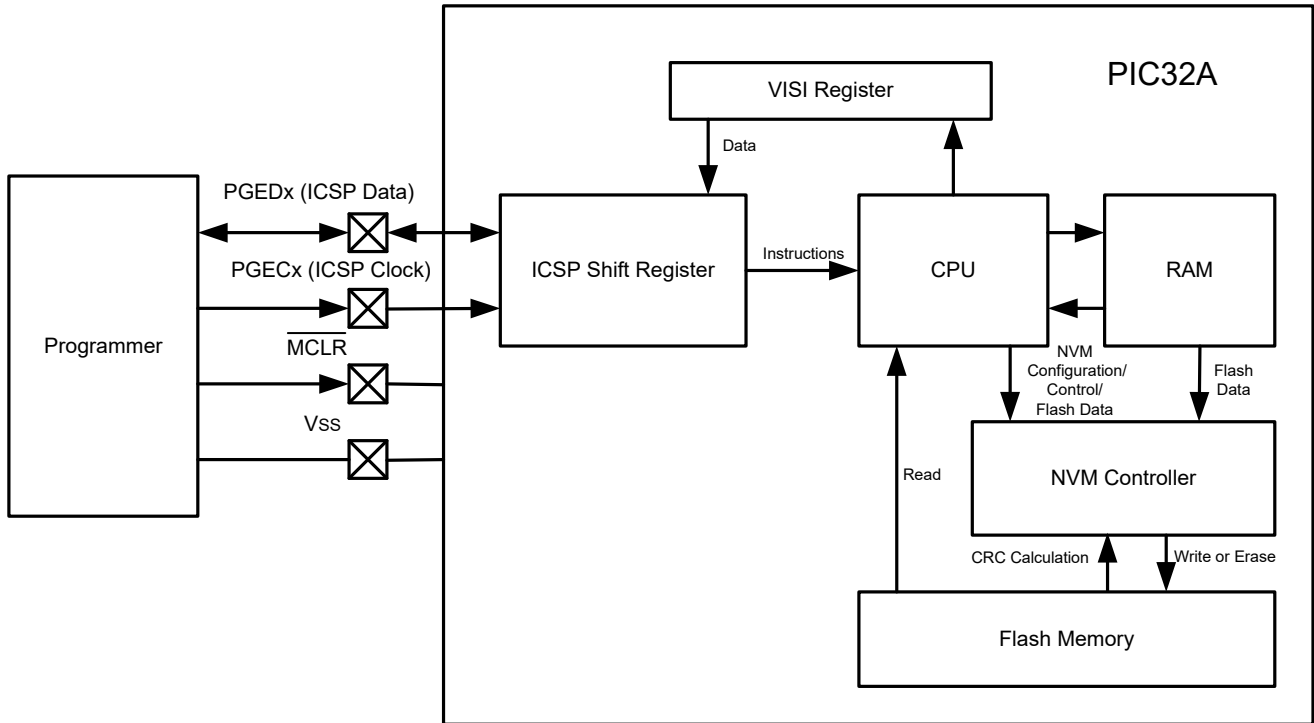 PIC32A
VISI Register
Data
PGEDx (ICSP Data)
PGECx (ICSP Clock)
MCLR
VSS
Programmer
ICSP Shift Register
Instructions
CPU
RAM
NVM
Configuration/
Control/
Flash Data
Flash
Data
Read
NVM Controller
CRC Calculation
Write or Erase
Flash Memory